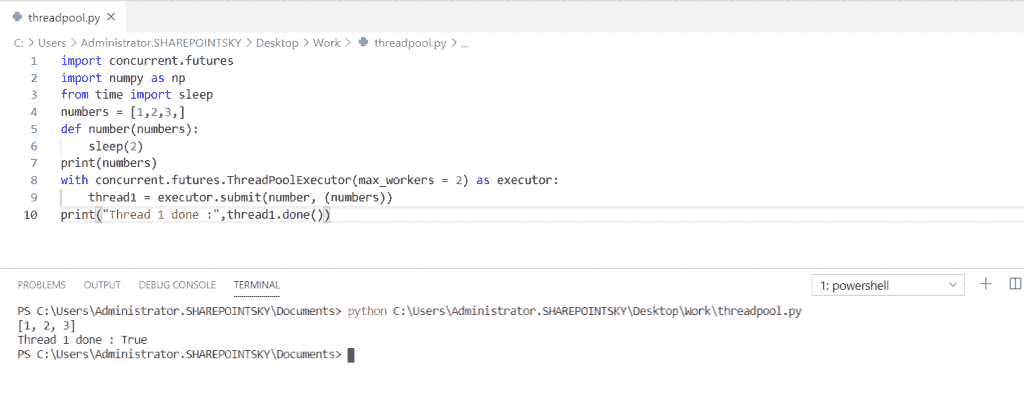 threadpool.py ×
C: > Users > Administrator.SHAREPOINTSKY > Desktop > Work > threadpool.py > ...
1 import concurrent.futures
2 import numpy as np
3 from time import sleep
4 numbers = [1,2,3,]
5 def number(numbers):
6     sleep(2)
7 print(numbers)
8 with concurrent.futures.ThreadPoolExecutor(max_workers = 2) as executor:
9     thread1 = executor.submit(number, (numbers))
10 print("Thread 1 done :",thread1.done())
PROBLEMS OUTPUT DEBUG CONSOLE TERMINAL 1: powershell
PS C:\Users\Administrator.SHAREPOINTSKY\Documents> python C:\Users\Administrator.SHAREPOINTSKY\Desktop\Work\threadpool.py
[1, 2, 3]
Thread 1 done : True
PS C:\Users\Administrator.SHAREPOINTSKY\Documents>